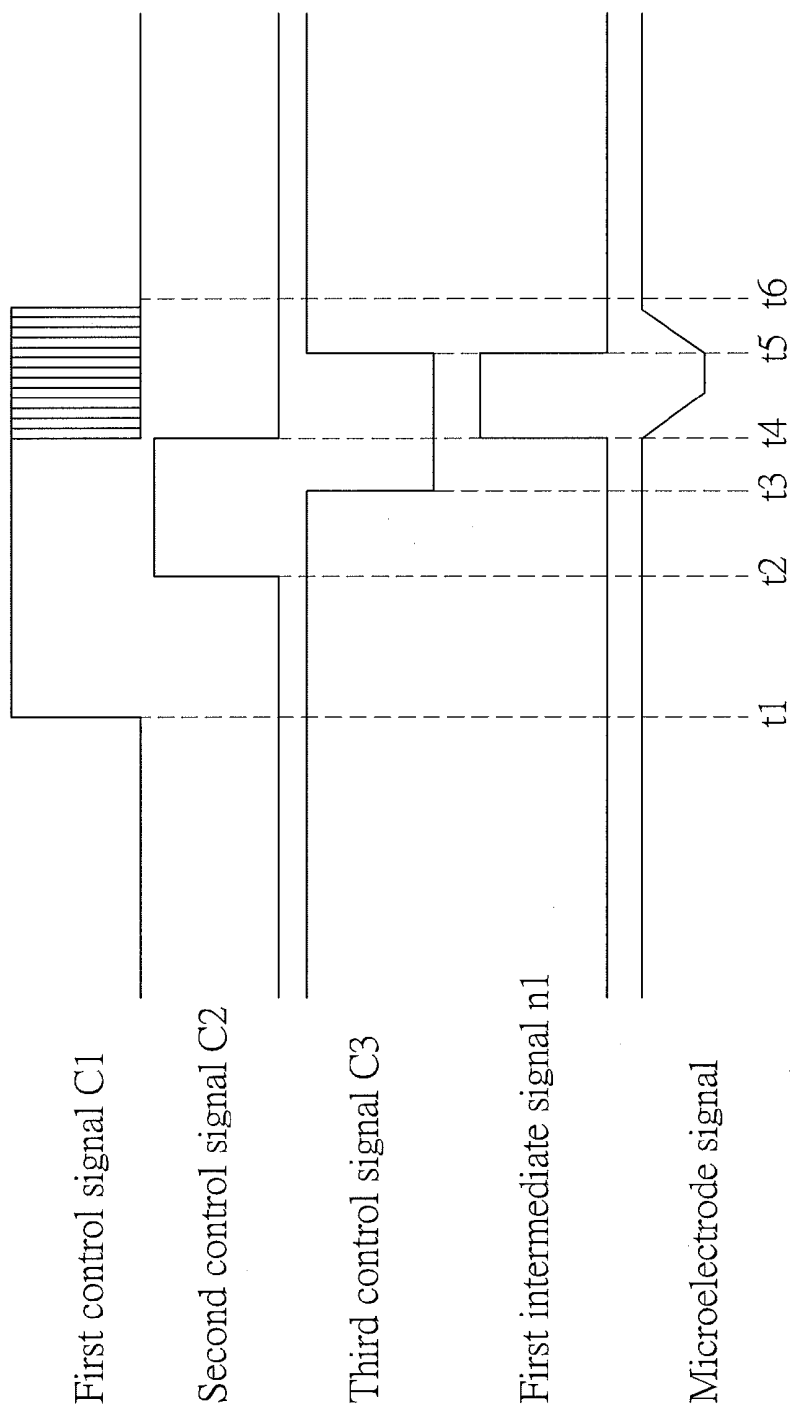 First control signal C1
Second control signal C2
Third control signal C3
First intermediate signal n1
Microelectrode signal
t1 t2 t3 t4 t5 t6